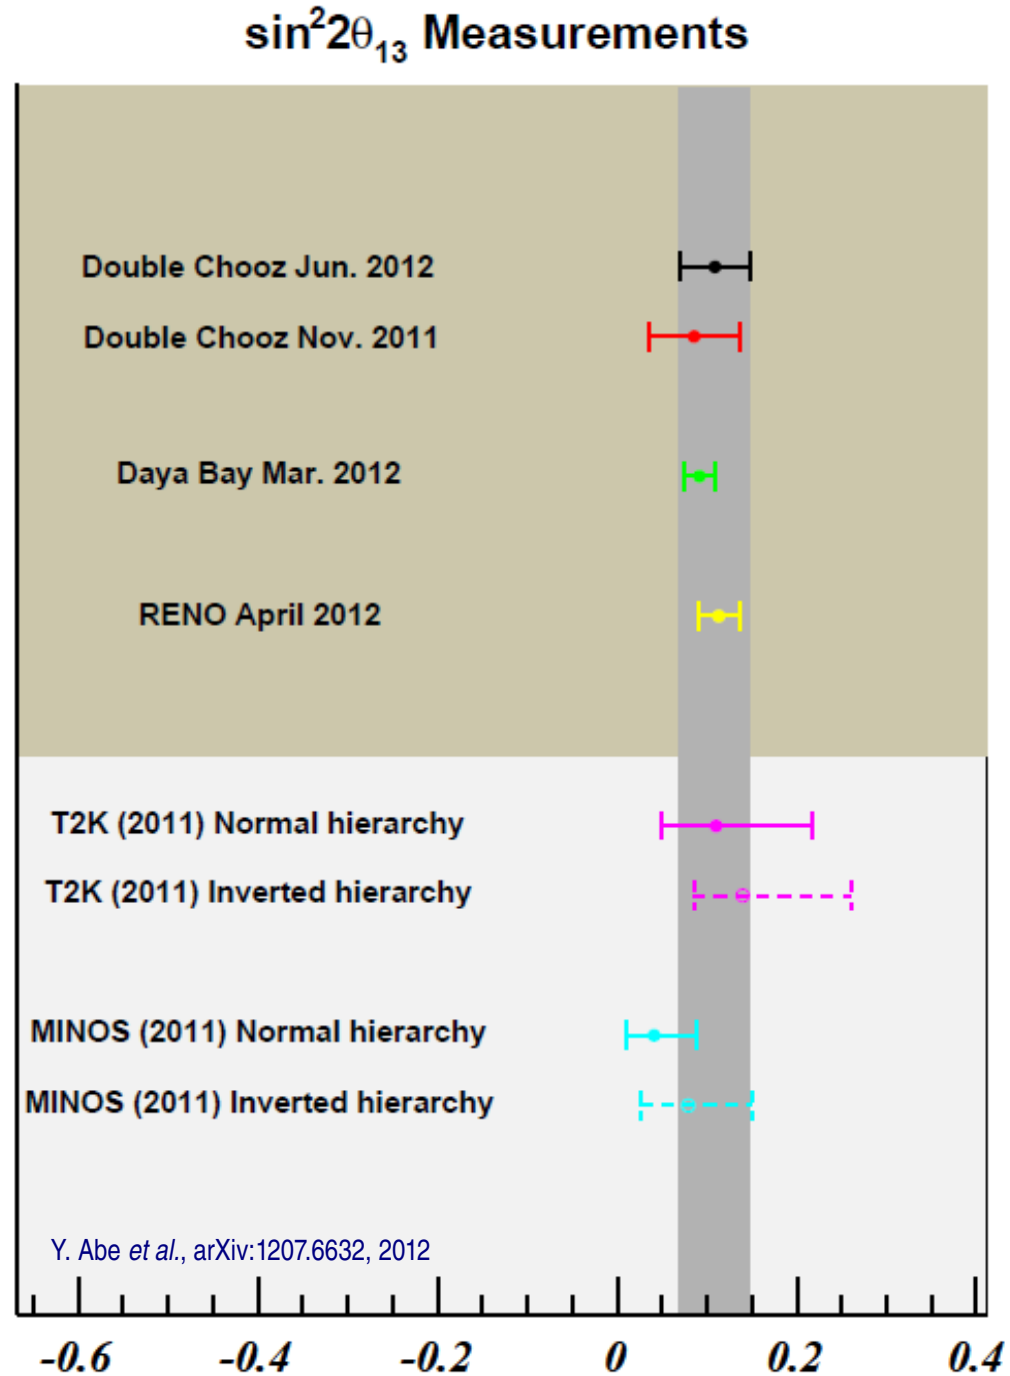 sin²2θ₁₃ Measurements
Double Chooz Jun. 2012
Double Chooz Nov. 2011
Daya Bay Mar. 2012
RENO April 2012
T2K (2011) Normal hierarchy
T2K (2011) Inverted hierarchy
MINOS (2011) Normal hierarchy
MINOS (2011) Inverted hierarchy
Y. Abe et al., arXiv:1207.6632, 2012
-0.6 -0.4 -0.2 0 0.2 0.4